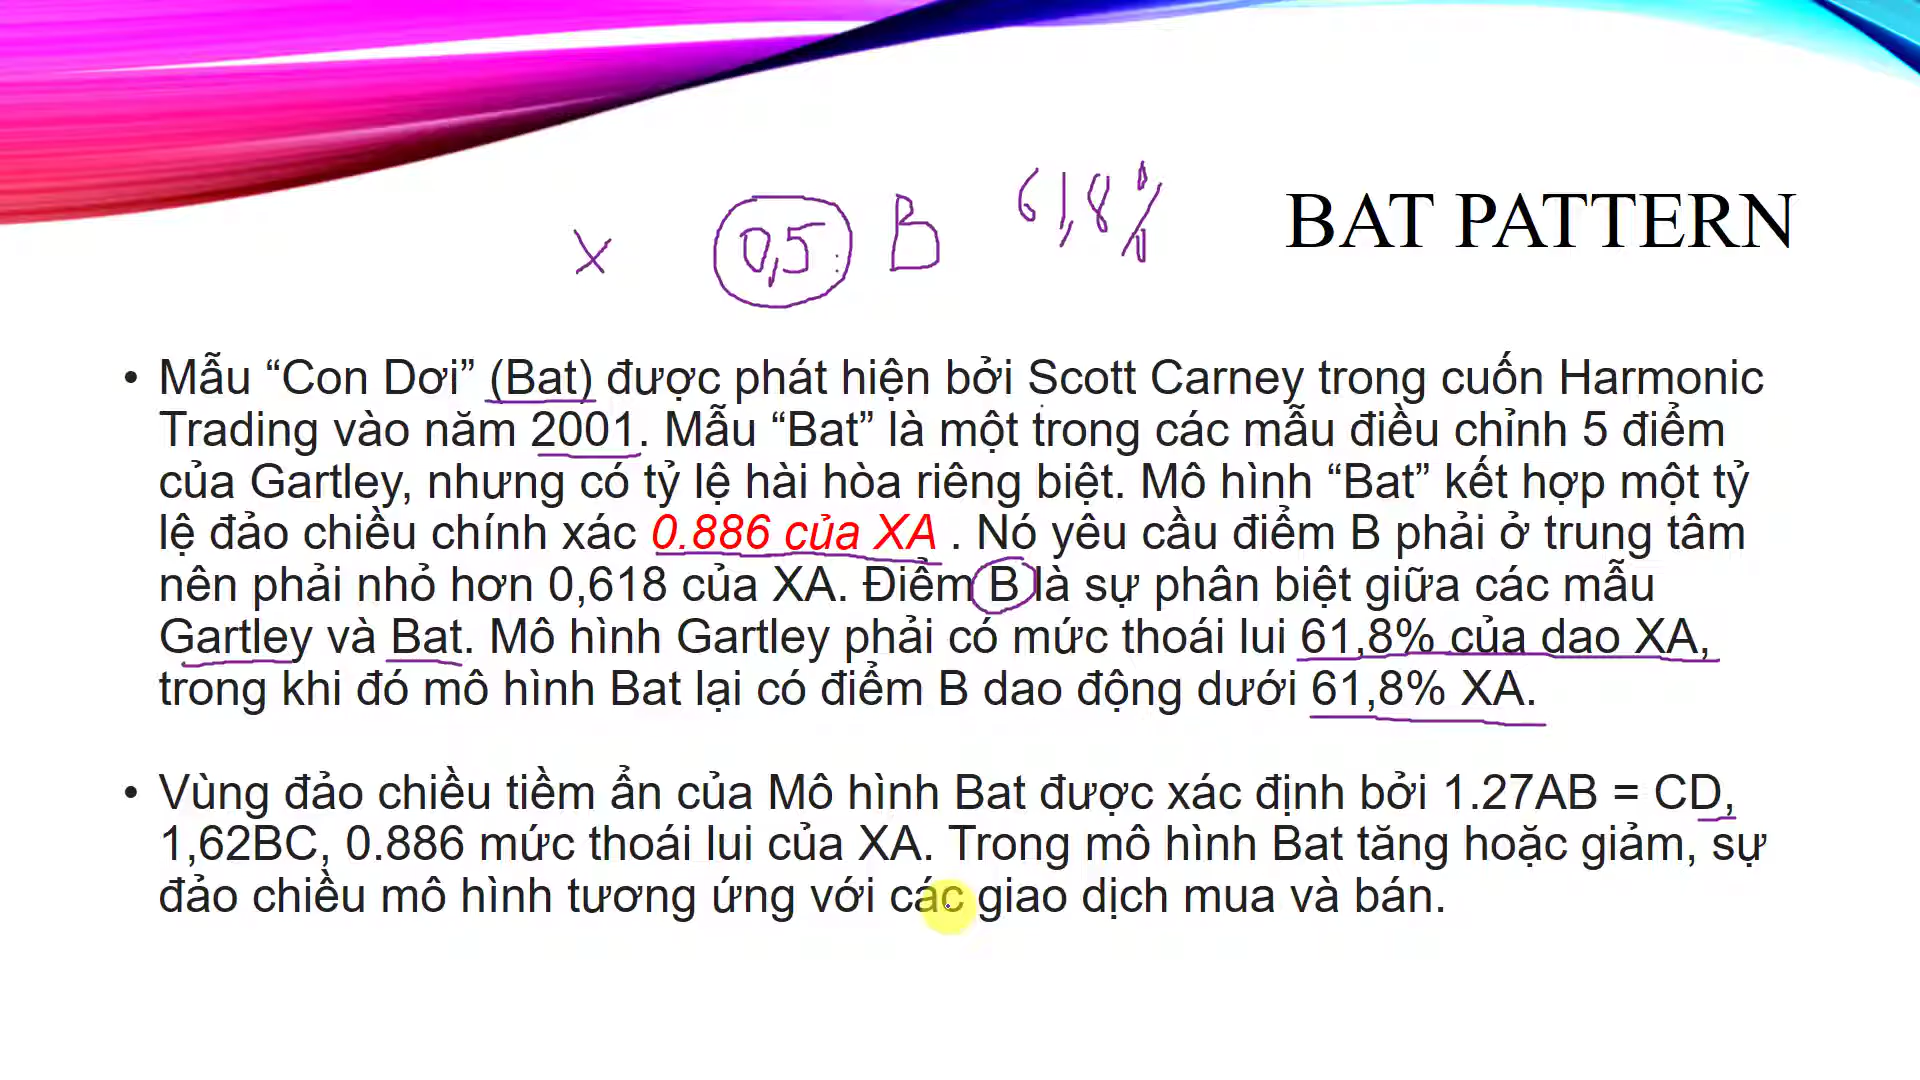 x 0,5 B 61,8%
BAT PATTERN
• Mẫu “Con Dơi” (Bat) được phát hiện bởi Scott Carney trong cuốn Harmonic
Trading vào năm 2001. Mẫu “Bat” là một trong các mẫu điều chỉnh 5 điểm
của Gartley, nhưng có tỷ lệ hài hòa riêng biệt. Mô hình “Bat” kết hợp một tỷ
lệ đảo chiều chính xác 0.886 của XA . Nó yêu cầu điểm B phải ở trung tâm
nên phải nhỏ hơn 0,618 của XA. Điểm B là sự phân biệt giữa các mẫu
Gartley và Bat. Mô hình Gartley phải có mức thoái lui 61,8% của dao XA,
trong khi đó mô hình Bat lại có điểm B dao động dưới 61,8% XA.
• Vùng đảo chiều tiềm ẩn của Mô hình Bat được xác định bởi 1.27AB = CD,
1,62BC, 0.886 mức thoái lui của XA. Trong mô hình Bat tăng hoặc giảm, sự
đảo chiều mô hình tương ứng với các giao dịch mua và bán.